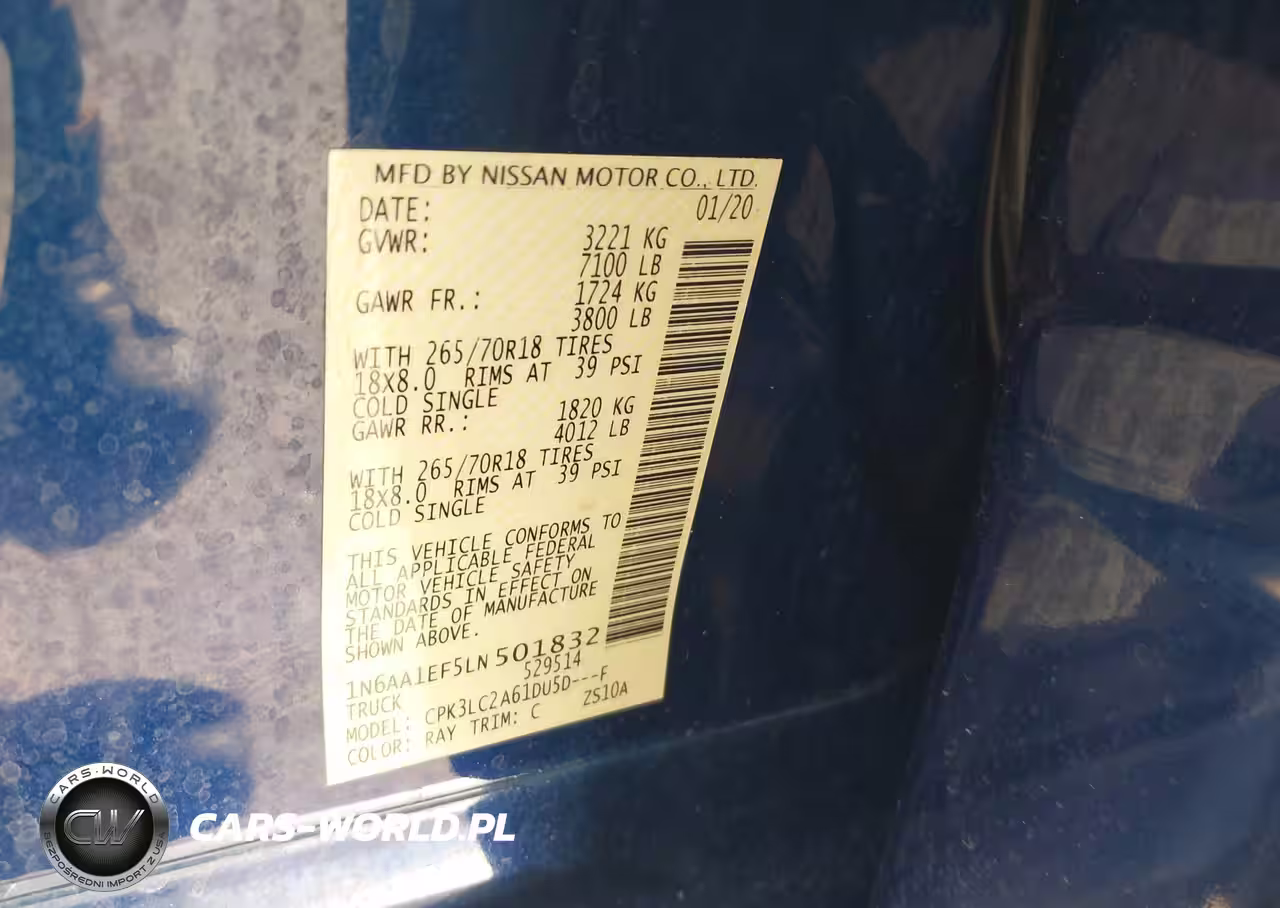 MFD BY NISSAN MOTOR CO., LTD.
DATE: 01/20
GVWR: 3221 KG
7100 LB
GAWR FR.: 1724 KG
3800 LB
WITH 265/70R18 TIRES
18X8.0 RIMS AT 39 PSI
COLD SINGLE
GAWR RR.: 1820 KG
4012 LB
WITH 265/70R18 TIRES
18X8.0 RIMS AT 39 PSI
COLD SINGLE
THIS VEHICLE CONFORMS TO
ALL APPLICABLE FEDERAL
MOTOR VEHICLE SAFETY
STANDARDS IN EFFECT ON
THE DATE OF MANUFACTURE
SHOWN ABOVE.
1N6AA1EF5LN501832
TRUCK 529514
MODEL: CPK3LC2A61DU5D---F
COLOR: RAY TRIM: C ZS10A
CARS-WORLD
CW
BEZPOŚREDNI IMPORT Z USA
CARS-WORLD.PL